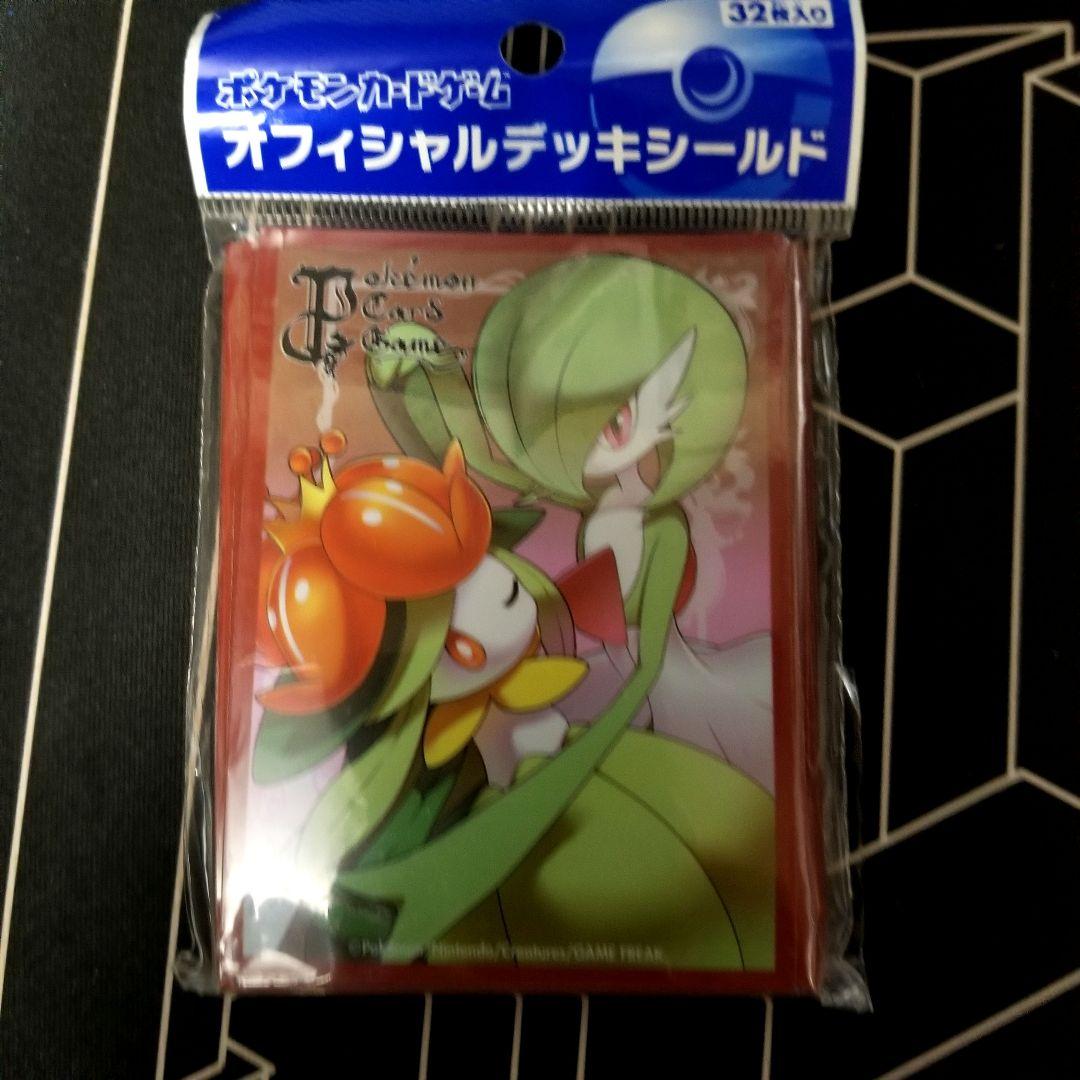 32枚入り
ポケモンカードゲーム
オフィシャルデッキシールド
Pokémon
Card
Game
©Pokémon/Nintendo/Creatures/GAME FREAK